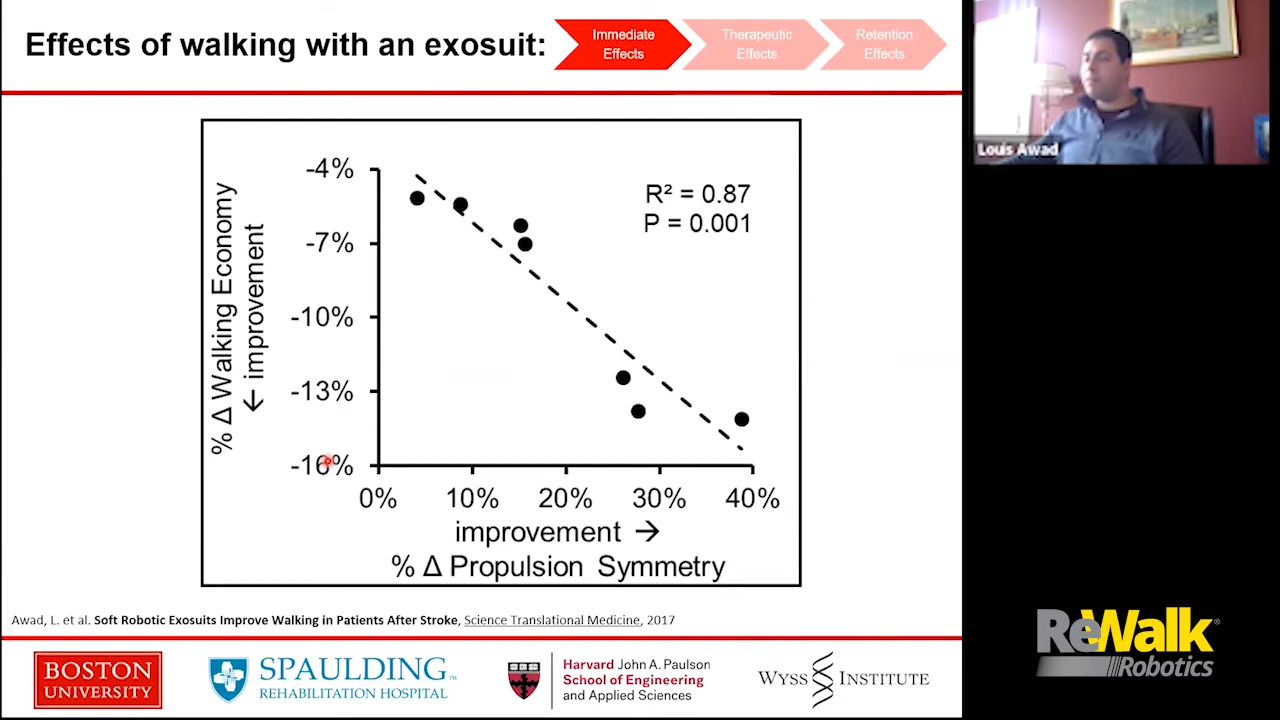 Effects of walking with an exosuit:
Immediate
Effects
Therapeutic
Effects
Retention
Effects
Louis Awad
R² = 0.87
P = 0.001
% Δ Walking Economy
← improvement
-4%
-7%
-10%
-13%
-16%
0%
10%
20%
30%
40%
improvement →
% Δ Propulsion Symmetry
Awad, L. et al. Soft Robotic Exosuits Improve Walking in Patients After Stroke, Science Translational Medicine, 2017
BOSTON
UNIVERSITY
SPAULDING™
REHABILITATION HOSPITAL
Harvard John A. Paulson
School of Engineering
and Applied Sciences
WYSS INSTITUTE
ReWalk®
Robotics